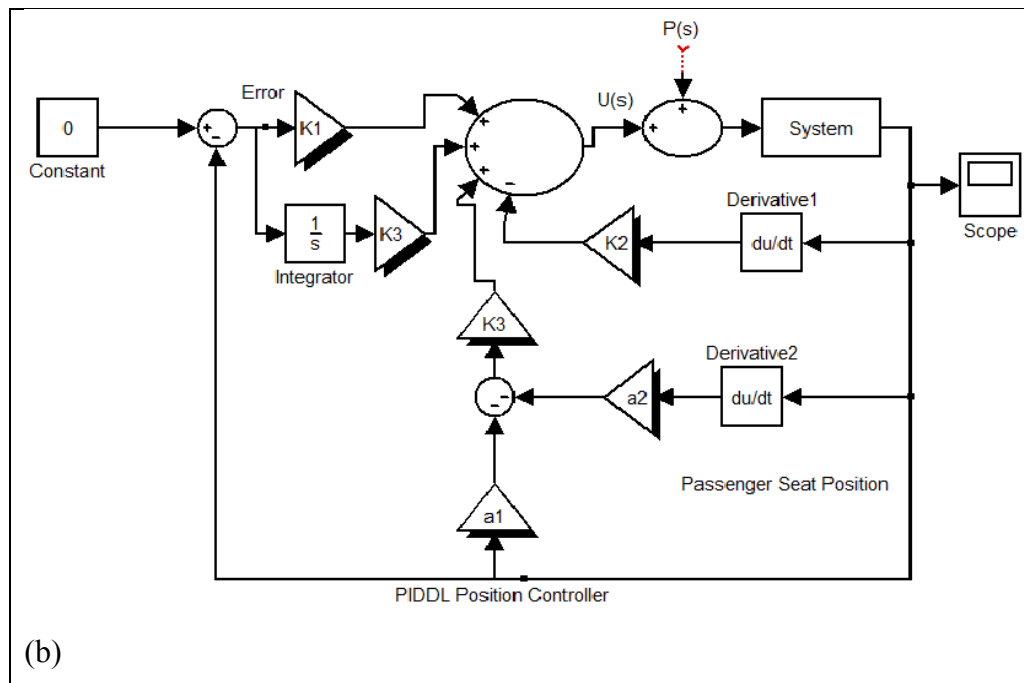 P(s)
Error
U(s)
0
K1
System
Constant
Derivative1
1
s
K3
K2
du/dt
Scope
Integrator
K3
Derivative2
a2
du/dt
Passenger Seat Position
a1
PIDDL Position Controller
(b)